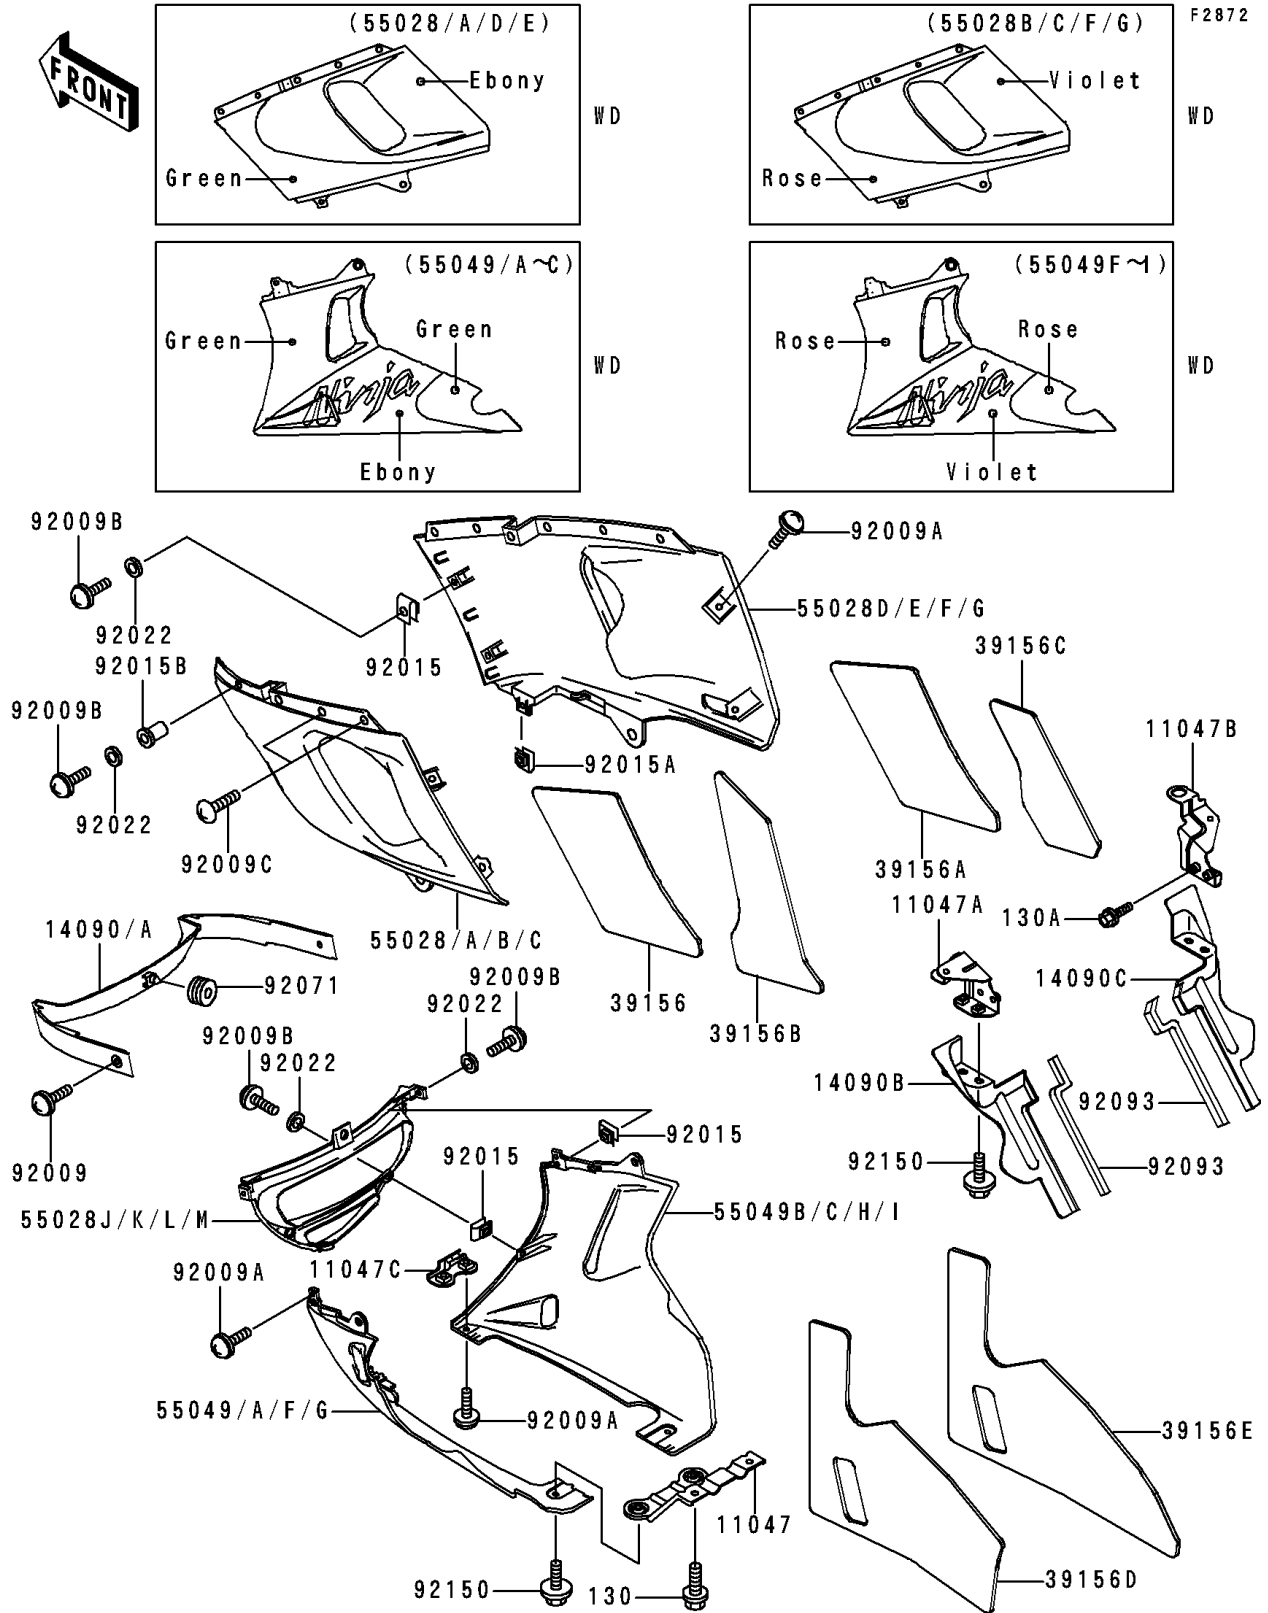 (55028/A/D/E)
(55028B/C/F/G)
F2872
FRONT
Ebony
Violet
WD
WD
Green
Rose
(55049/A~C)
(55049F~I)
Green
Green
Rose
Rose
WD
WD
Ninja
Ninja
Ebony
Violet
92009B
92009A
55028D/E/F/G
92022
92015
39156C
92015B
92009B
11047B
92015A
92022
92009C
39156A
11047A
130A
14090/A
55028/A/B/C
92009B
14090C
92071
92022
39156
39156B
92009B
92022
14090B
92093
92015
92015
92150
92093
92009
55028J/K/L/M
55049B/C/H/I
92009A
11047C
55049/A/F/G
92009A
39156E
11047
92150
130
39156D